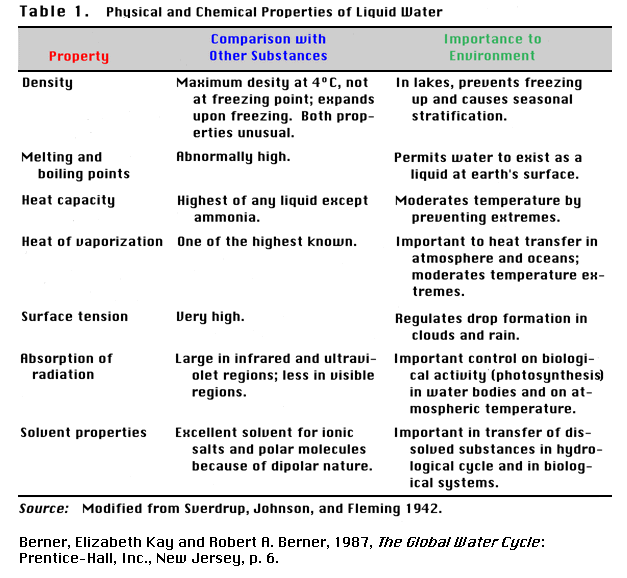 Table 1. Physical and Chemical Properties of Liquid Water
Property
Comparison with
Other Substances
Importance to
Environment
Density
Maximum desity at 4°C, not
at freezing point; expands
upon freezing. Both prop-
erties unusual.
In lakes, prevents freezing
up and causes seasonal
stratification.
Melting and
boiling points
Abnormally high.
Permits water to exist as a
liquid at earth's surface.
Heat capacity
Highest of any liquid except
ammonia.
Moderates temperature by
preventing extremes.
Heat of vaporization
One of the highest known.
Important to heat transfer in
atmosphere and oceans;
moderates temperature ex-
tremes.
Surface tension
Very high.
Regulates drop formation in
clouds and rain.
Absorption of
radiation
Large in infrared and ultravi-
olet regions; less in visible
regions.
Important control on biologi-
cal activity (photosynthesis)
in water bodies and on at-
mospheric temperature.
Solvent properties
Excellent solvent for ionic
salts and polar molecules
because of dipolar nature.
Important in transfer of dis-
solved substances in hydro-
logical cycle and in biolog-
ical systems.
Source: Modified from Sverdrup, Johnson, and Fleming 1942.
Berner, Elizabeth Kay and Robert A. Berner, 1987, The Global Water Cycle:
Prentice-Hall, Inc., New Jersey, p. 6.